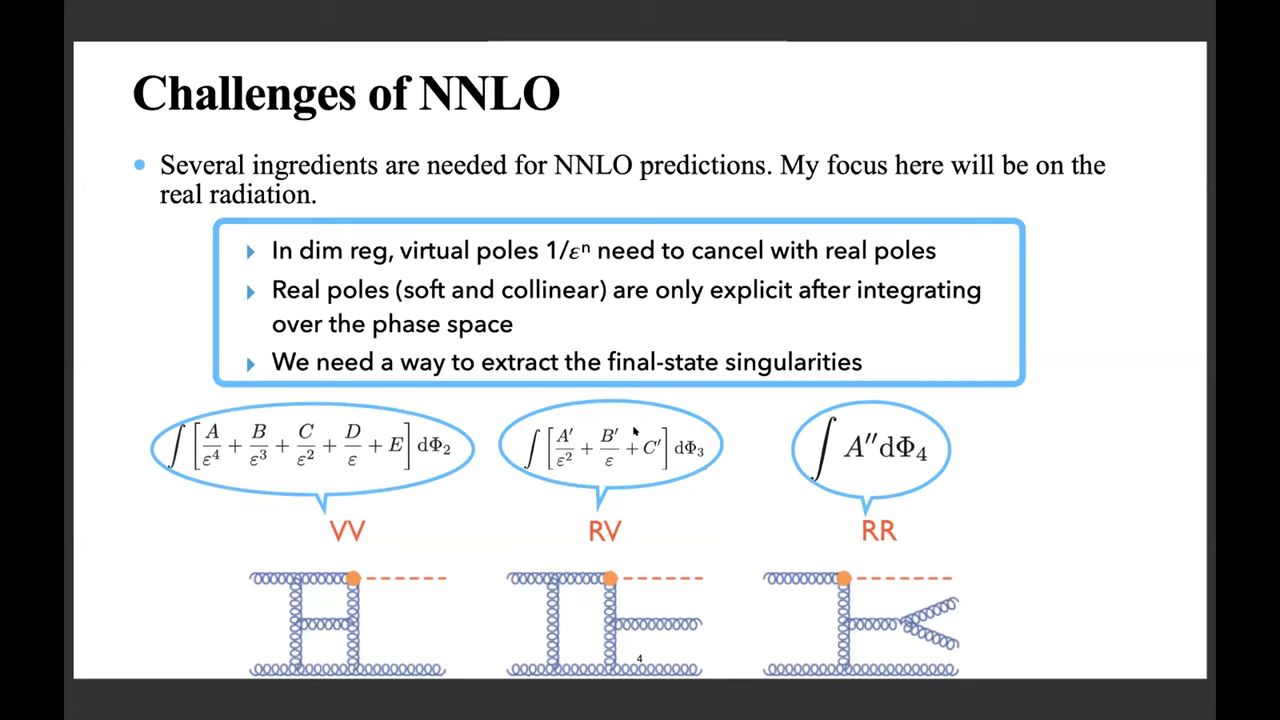 Challenges of NNLO
Several ingredients are needed for NNLO predictions. My focus here will be on the
real radiation.
In dim reg, virtual poles 1/εⁿ need to cancel with real poles
Real poles (soft and collinear) are only explicit after integrating
over the phase space
We need a way to extract the final-state singularities
∫ [A/ε⁴ + B/ε³ + C/ε² + D/ε + E] dΦ₂
∫ [A′/ε² + B′/ε + C′] dΦ₃
∫ A″dΦ₄
VV
RV
RR
4